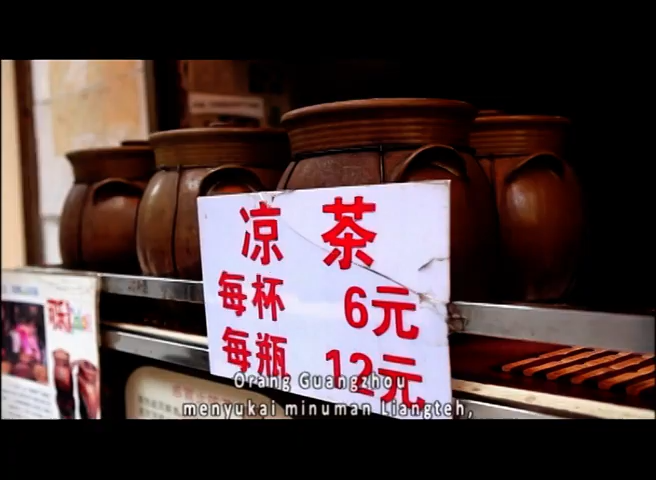 凉 茶
每杯 6元
每瓶 12元
Orang Guangzhou
menyukai minuman Liangteh,